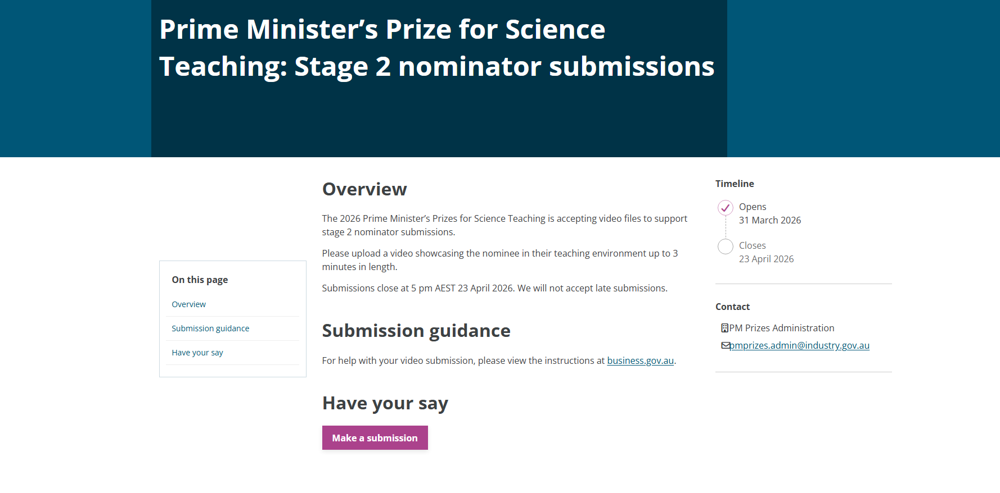 Prime Minister’s Prize for Science
Teaching: Stage 2 nominator submissions
On this page
Overview
Submission guidance
Have your say
Overview
The 2026 Prime Minister’s Prizes for Science Teaching is accepting video files to support
stage 2 nominator submissions.
Please upload a video showcasing the nominee in their teaching environment up to 3
minutes in length.
Submissions close at 5 pm AEST 23 April 2026. We will not accept late submissions.
Submission guidance
For help with your video submission, please view the instructions at business.gov.au.
Have your say
Make a submission
Timeline
Opens
31 March 2026
Closes
23 April 2026
Contact
PM Prizes Administration
pmprizes.admin@industry.gov.au